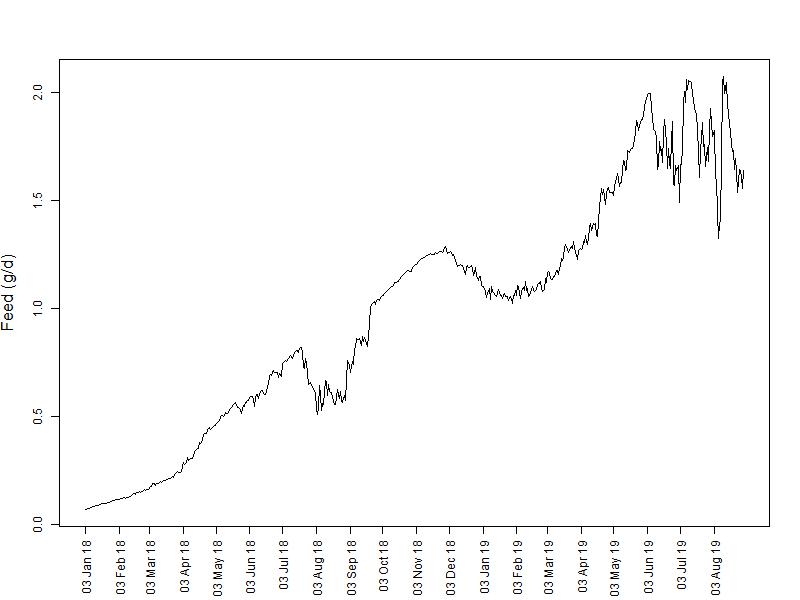 Feed (g/d)
2.0
1.5
1.0
0.5
0.0
03 Jan 18
03 Feb 18
03 Mar 18
03 Apr 18
03 May 18
03 Jun 18
03 Jul 18
03 Aug 18
03 Sep 18
03 Oct 18
03 Nov 18
03 Dec 18
03 Jan 19
03 Feb 19
03 Mar 19
03 Apr 19
03 May 19
03 Jun 19
03 Jul 19
03 Aug 19